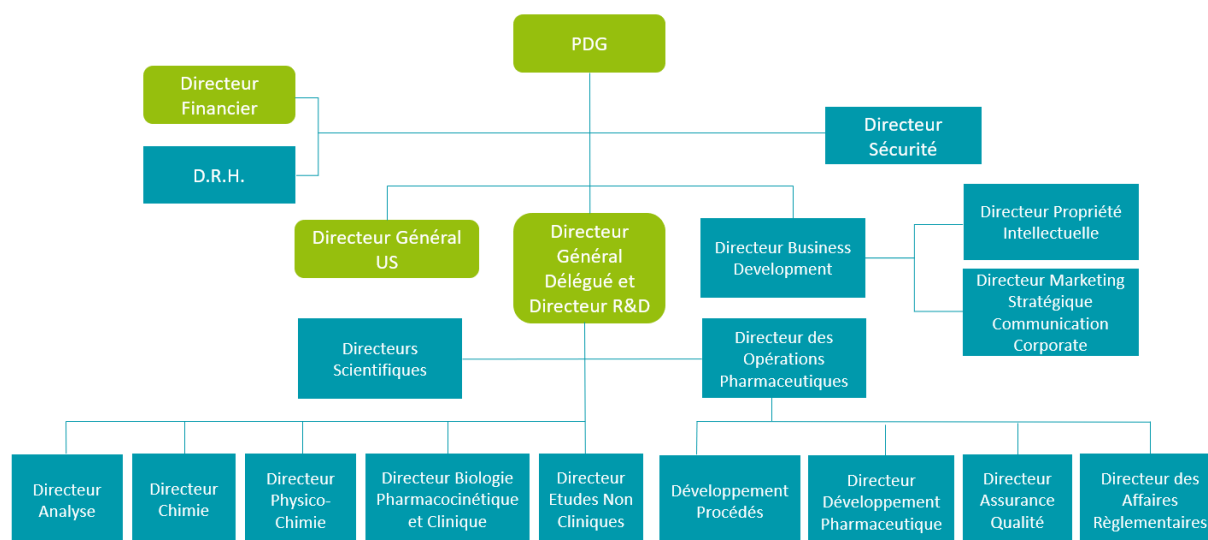 PDG
Directeur
Financier
Directeur
Sécurité
D.R.H.
Directeur Général
US
Directeur
Général
Délégué et
Directeur R&D
Directeur Business
Development
Directeur Propriété
Intellectuelle
Directeur Marketing
Stratégique
Communication
Corporate
Directeurs
Scientifiques
Directeur des
Opérations
Pharmaceutiques
Directeur
Analyse
Directeur
Chimie
Directeur
Physico-
Chimie
Directeur Biologie
Pharmacocinétique
et Clinique
Directeur
Etudes Non
Cliniques
Développement
Procédés
Directeur
Développement
Pharmaceutique
Directeur
Assurance
Qualité
Directeur des
Affaires
Règlementaires